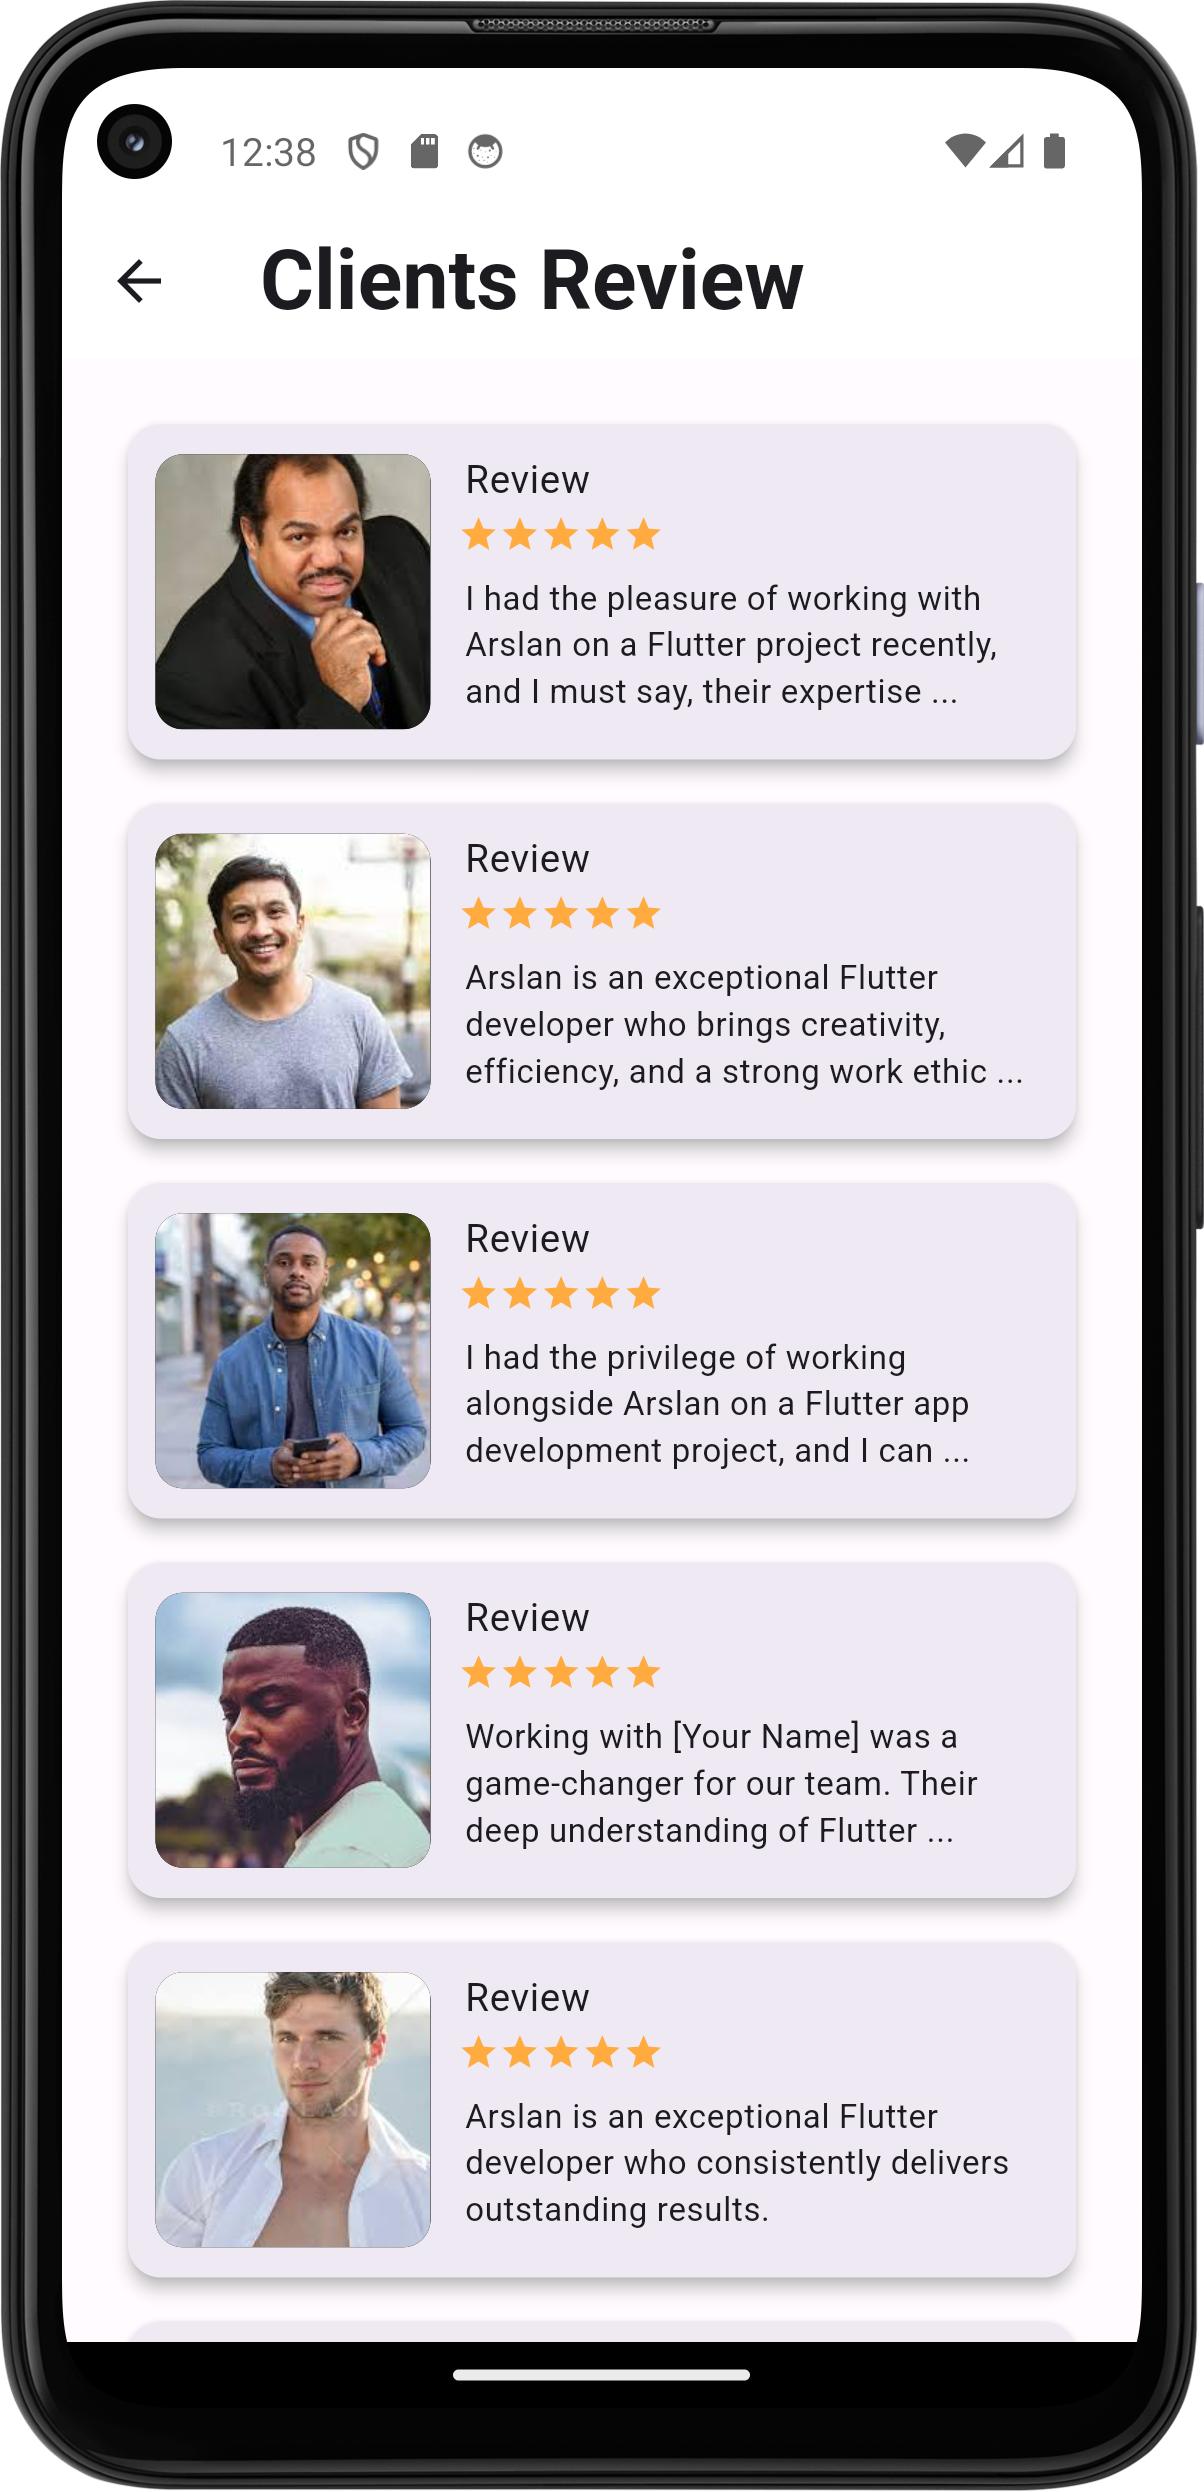 12:38
Clients Review
Review
I had the pleasure of working with
Arslan on a Flutter project recently,
and I must say, their expertise ...
Review
Arslan is an exceptional Flutter
developer who brings creativity,
efficiency, and a strong work ethic ...
Review
I had the privilege of working
alongside Arslan on a Flutter app
development project, and I can ...
Review
Working with [Your Name] was a
game-changer for our team. Their
deep understanding of Flutter ...
Review
Arslan is an exceptional Flutter
developer who consistently delivers
outstanding results.